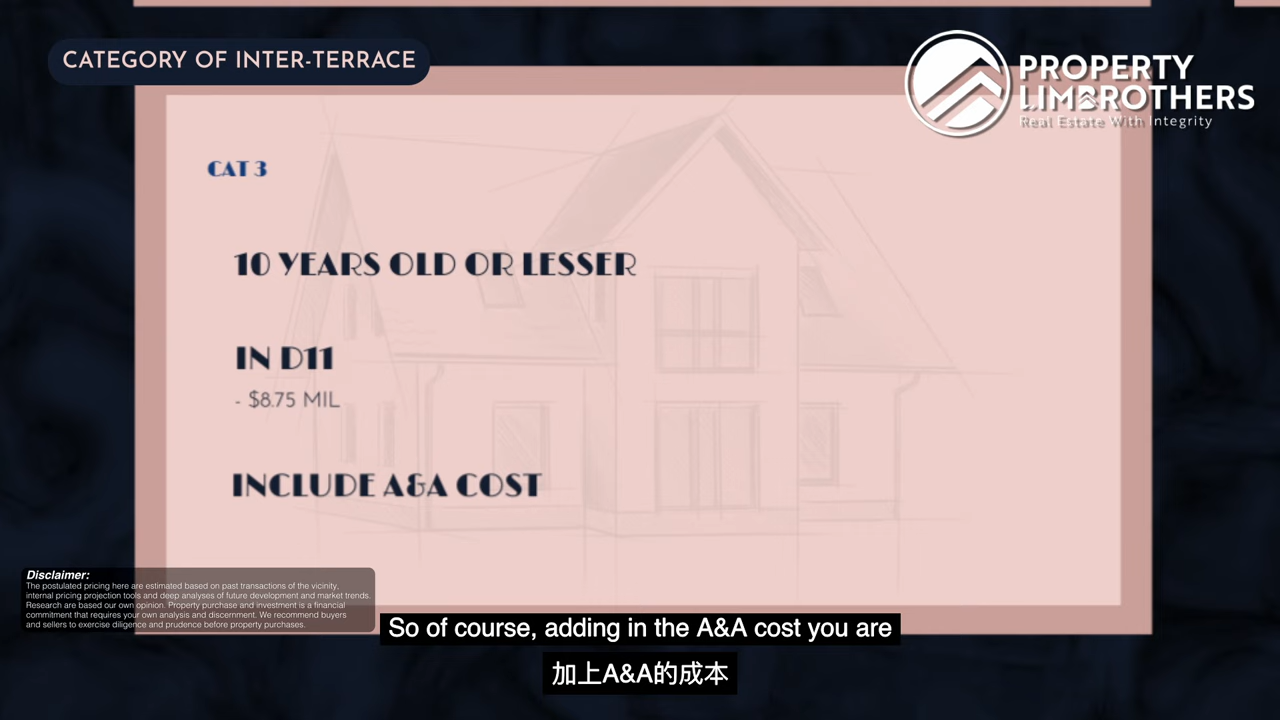 CATEGORY OF INTER-TERRACE
PROPERTY
LIMBROTHERS
Real Estate With Integrity
CAT 3
10 YEARS OLD OR LESSER
IN D11
- $8.75 MIL
INCLUDE A&A COST
Disclaimer:
The postulated pricing here are estimated based on past transactions of the vicinity,
internal pricing projection tools and deep analyses of future development and market trends.
Research are based our own opinion. Property purchase and investment is a financial
commitment that requires your own analysis and discernment. We recommend buyers
and sellers to exercise diligence and prudence before property purchases.
So of course, adding in the A&A cost you are
加上A&A的成本